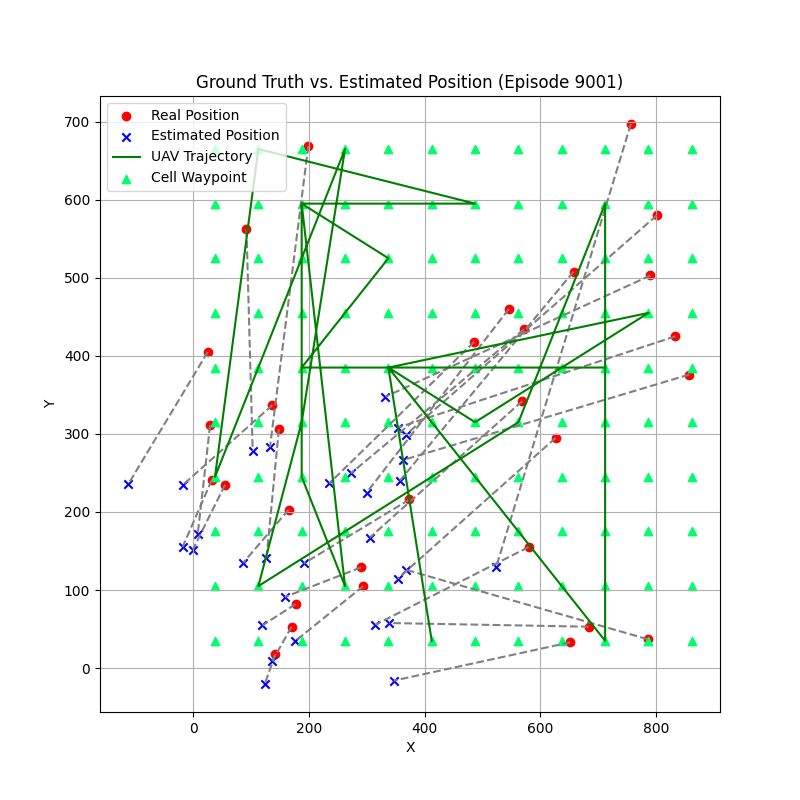 Ground Truth vs. Estimated Position (Episode 9001)
Real Position
Estimated Position
UAV Trajectory
Cell Waypoint
700
600
500
400
300
200
100
0
Y
0 200 400 600 800
X